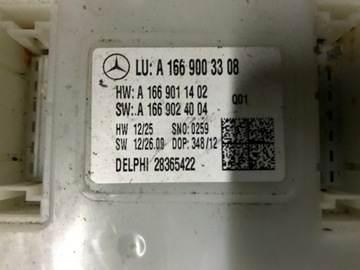 LU: A 166 900 33 08
HW: A 166 901 14 02
SW: A 166 902 40 04
001
HW 12/25 SNO: 0259
SW 12/26.00 DOP: 348/12
DELPHI 28365422